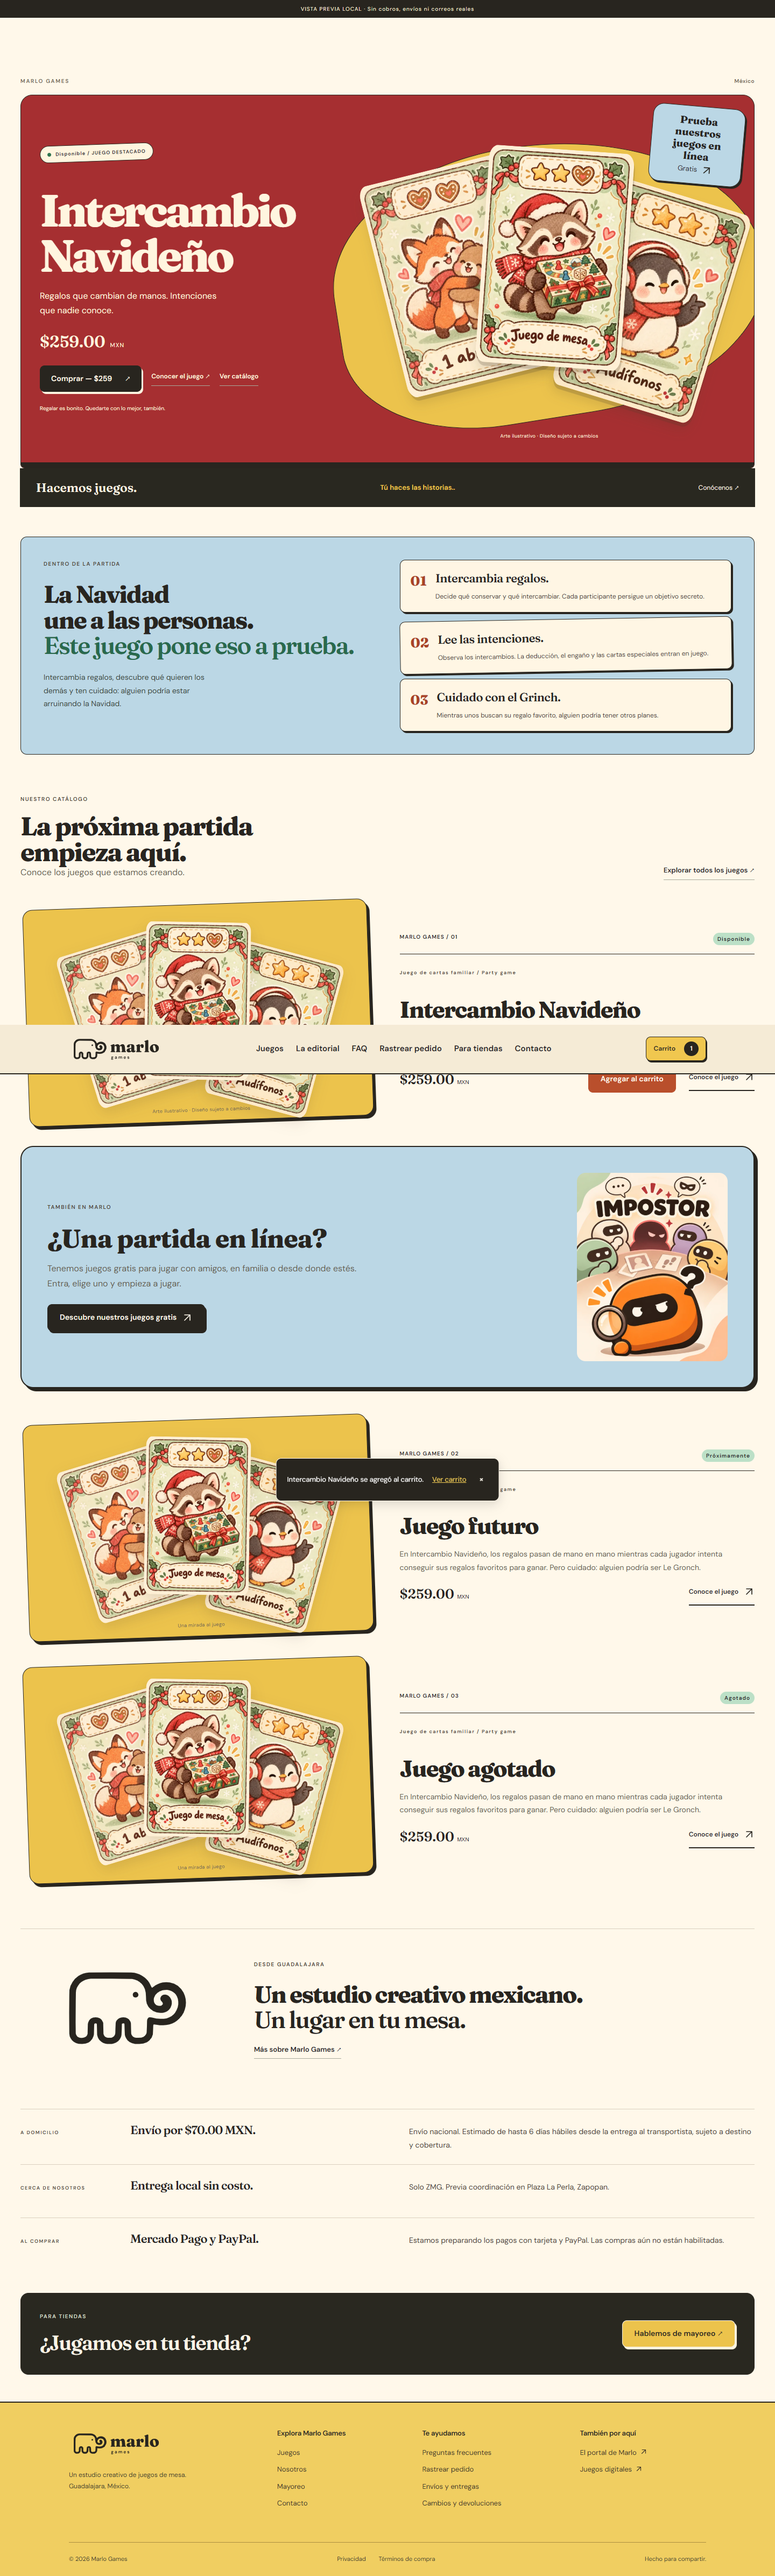 VISTA PREVIA LOCAL · Sin cobros, envíos ni correos reales
MARLO GAMES
México
Disponible / JUEGO DESTACADO
Intercambio
Navideño
Regalos que cambian de manos. Intenciones
que nadie conoce.
$259.00 MXN
Comprar — $259 ↗
Conocer el juego ↗
Ver catálogo
Regalar es bonito. Quedarte con lo mejor, también.
Prueba
nuestros
juegos en
línea
Gratis
Juego de mesa
1 ab
Audífonos
Arte ilustrativo · Diseño sujeto a cambios
Hacemos juegos.
Tú haces las historias..
Conócenos ↗
DENTRO DE LA PARTIDA
La Navidad
une a las personas.
Este juego pone eso a prueba.
Intercambia regalos, descubre qué quieren los
demás y ten cuidado: alguien podría estar
arruinando la Navidad.
01 Intercambia regalos.
Decide qué conservar y qué intercambiar. Cada participante persigue un objetivo secreto.
02 Lee las intenciones.
Observa los intercambios. La deducción, el engaño y las cartas especiales entran en juego.
03 Cuidado con el Grinch.
Mientras unos buscan su regalo favorito, alguien podría tener otros planes.
NUESTRO CATÁLOGO
La próxima partida
empieza aquí.
Conoce los juegos que estamos creando.
Explorar todos los juegos ↗
MARLO GAMES / 01
Disponible
Juego de cartas familiar / Party game
Intercambio Navideño
marlo
games
Juegos
La editorial
FAQ
Rastrear pedido
Para tiendas
Contacto
Carrito 1
$259.00 MXN
Agregar al carrito
Conoce el juego
Arte ilustrativo · Diseño sujeto a cambios
TAMBIÉN EN MARLO
¿Una partida en línea?
Tenemos juegos gratis para jugar con amigos, en familia o desde donde estés.
Entra, elige uno y empieza a jugar.
Descubre nuestros juegos gratis
IMPOSTOR
MARLO GAMES / 02
Próximamente
Intercambio Navideño se agregó al carrito. Ver carrito ×
game
Juego futuro
En Intercambio Navideño, los regalos pasan de mano en mano mientras cada jugador intenta
conseguir sus regalos favoritos para ganar. Pero cuidado: alguien podría ser Le Gronch.
$259.00 MXN
Conoce el juego
Juego de mesa
1 ab
Audífonos
Una mirada al juego
MARLO GAMES / 03
Agotado
Juego de cartas familiar / Party game
Juego agotado
En Intercambio Navideño, los regalos pasan de mano en mano mientras cada jugador intenta
conseguir sus regalos favoritos para ganar. Pero cuidado: alguien podría ser Le Gronch.
$259.00 MXN
Conoce el juego
Juego de mesa
1 ab
Audífonos
Una mirada al juego
DESDE GUADALAJARA
Un estudio creativo mexicano.
Un lugar en tu mesa.
Más sobre Marlo Games ↗
A DOMICILIO
Envío por $70.00 MXN.
Envío nacional. Estimado de hasta 6 días hábiles desde la entrega al transportista, sujeto a destino
y cobertura.
CERCA DE NOSOTROS
Entrega local sin costo.
Solo ZMG. Previa coordinación en Plaza La Perla, Zapopan.
AL COMPRAR
Mercado Pago y PayPal.
Estamos preparando los pagos con tarjeta y PayPal. Las compras aún no están habilitadas.
PARA TIENDAS
¿Jugamos en tu tienda?
Hablemos de mayoreo ↗
marlo
games
Un estudio creativo de juegos de mesa.
Guadalajara, México.
Explora Marlo Games
Juegos
Nosotros
Mayoreo
Contacto
Te ayudamos
Preguntas frecuentes
Rastrear pedido
Envíos y entregas
Cambios y devoluciones
También por aquí
El portal de Marlo
Juegos digitales
© 2026 Marlo Games
Privacidad
Términos de compra
Hecho para compartir.